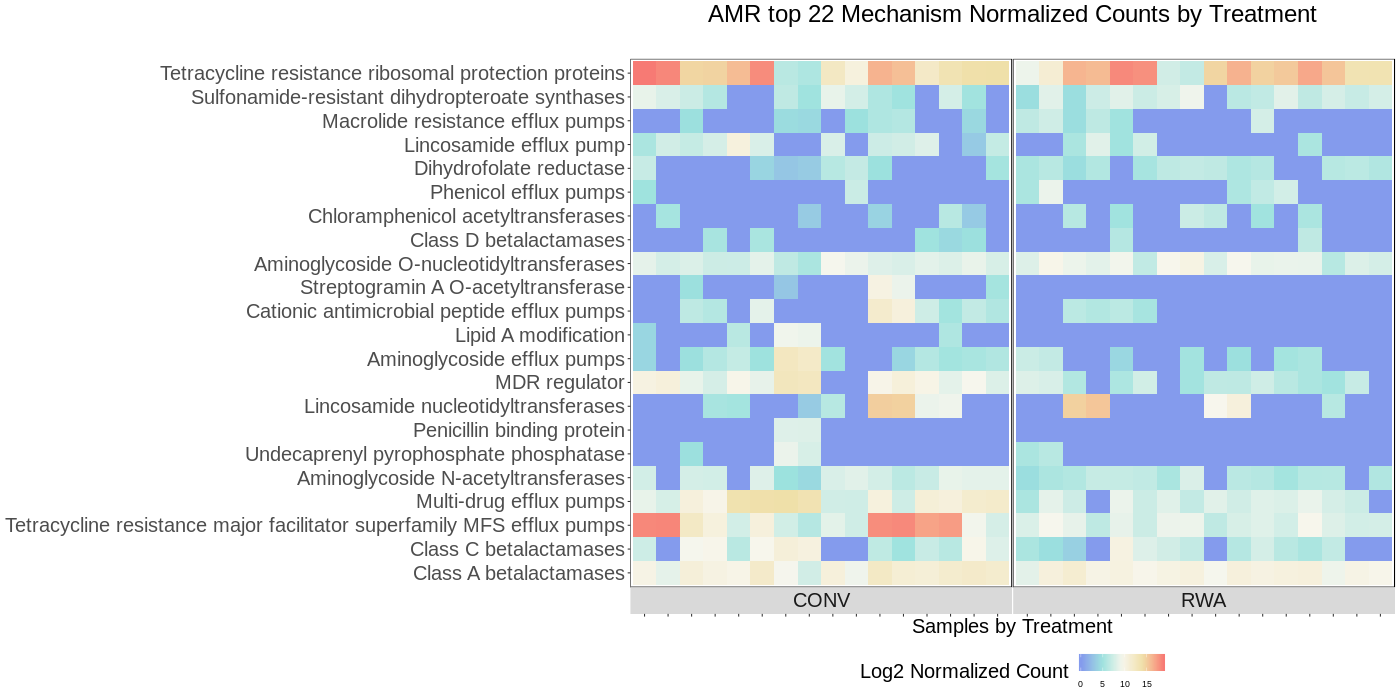 AMR top 22 Mechanism Normalized Counts by Treatment
Tetracycline resistance ribosomal protection proteins
Sulfonamide-resistant dihydropteroate synthases
Macrolide resistance efflux pumps
Lincosamide efflux pump
Dihydrofolate reductase
Phenicol efflux pumps
Chloramphenicol acetyltransferases
Class D betalactamases
Aminoglycoside O-nucleotidyltransferases
Streptogramin A O-acetyltransferase
Cationic antimicrobial peptide efflux pumps
Lipid A modification
Aminoglycoside efflux pumps
MDR regulator
Lincosamide nucleotidyltransferases
Penicillin binding protein
Undecaprenyl pyrophosphate phosphatase
Aminoglycoside N-acetyltransferases
Multi-drug efflux pumps
Tetracycline resistance major facilitator superfamily MFS efflux pumps
Class C betalactamases
Class A betalactamases
CONV RWA
Samples by Treatment
Log2 Normalized Count
0 5 10 15